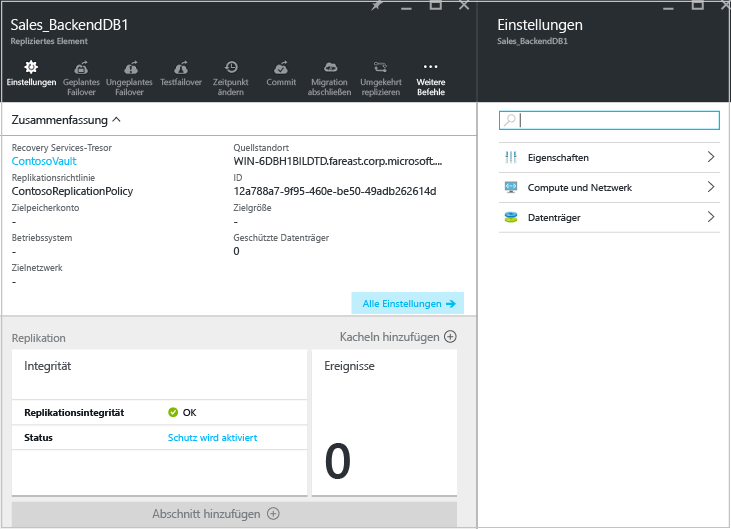 Sales_BackendDB1
Repliziertes Element
Einstellungen
Geplantes
Failover
Ungeplantes
Failover
Testfailover
Zeitpunkt
ändern
Commit
Migration
abschließen
Umgekehrt
replizieren
Weitere
Befehle
Zusammenfassung
Recovery Services-Tresor
ContosoVault
Replikationsrichtlinie
ContosoReplicationPolicy
Zielpeicherkonto
-
Betriebssystem
-
Zielnetzwerk
-
Quellstandort
WIN-6DBH1BILDTD.fareast.corp.microsoft....
ID
12a788a7-9f95-460e-be50-49adb262614d
Zielgröße
-
Geschützte Datenträger
0
Alle Einstellungen
Replikation
Kacheln hinzufügen
Integrität
Replikationsintegrität OK
Status Schutz wird aktiviert
Ereignisse
0
Abschnitt hinzufügen
Einstellungen
Sales_BackendDB1
Eigenschaften
Compute und Netzwerk
Datenträger